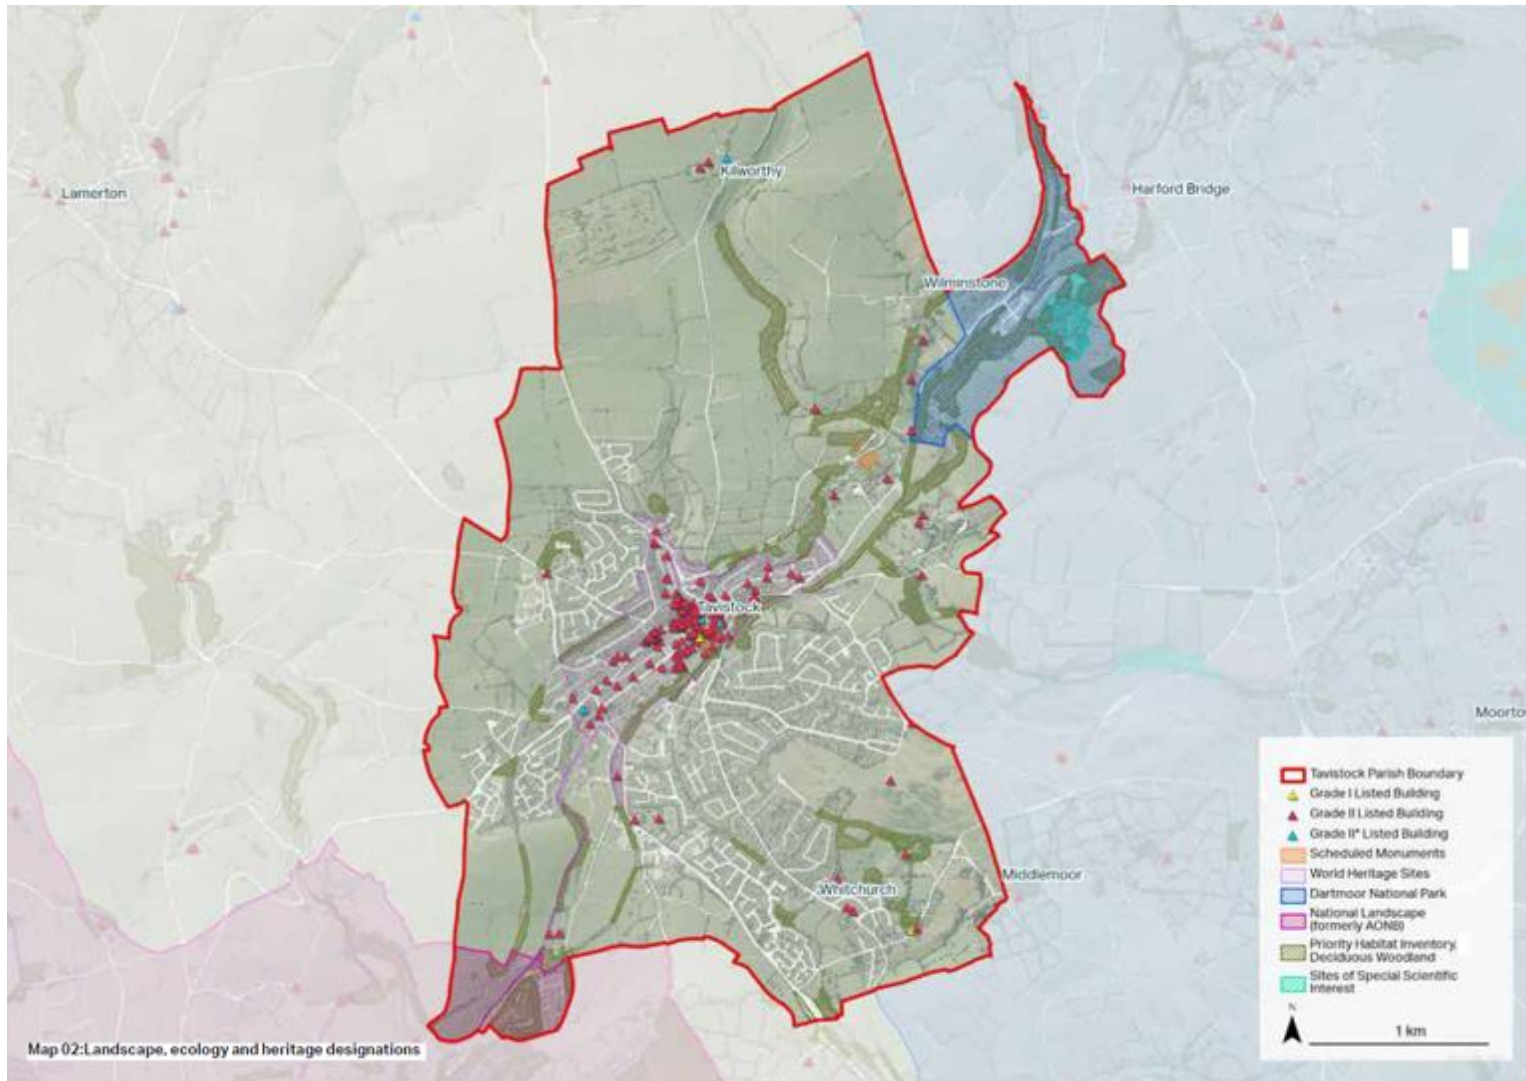 Kilworthy
Lamerton
Harford Bridge
Wilminstone
Tavistock
Moorto
Whitchurch
Middlemoor
Tavistock Parish Boundary
Grade I Listed Building
Grade II Listed Building
Grade II* Listed Building
Scheduled Monuments
World Heritage Sites
Dartmoor National Park
National Landscape
(formerly AONB)
Priority Habitat Inventory,
Deciduous Woodland
Sites of Special Scientific
Interest
N
1 km
Map 02:Landscape, ecology and heritage designations